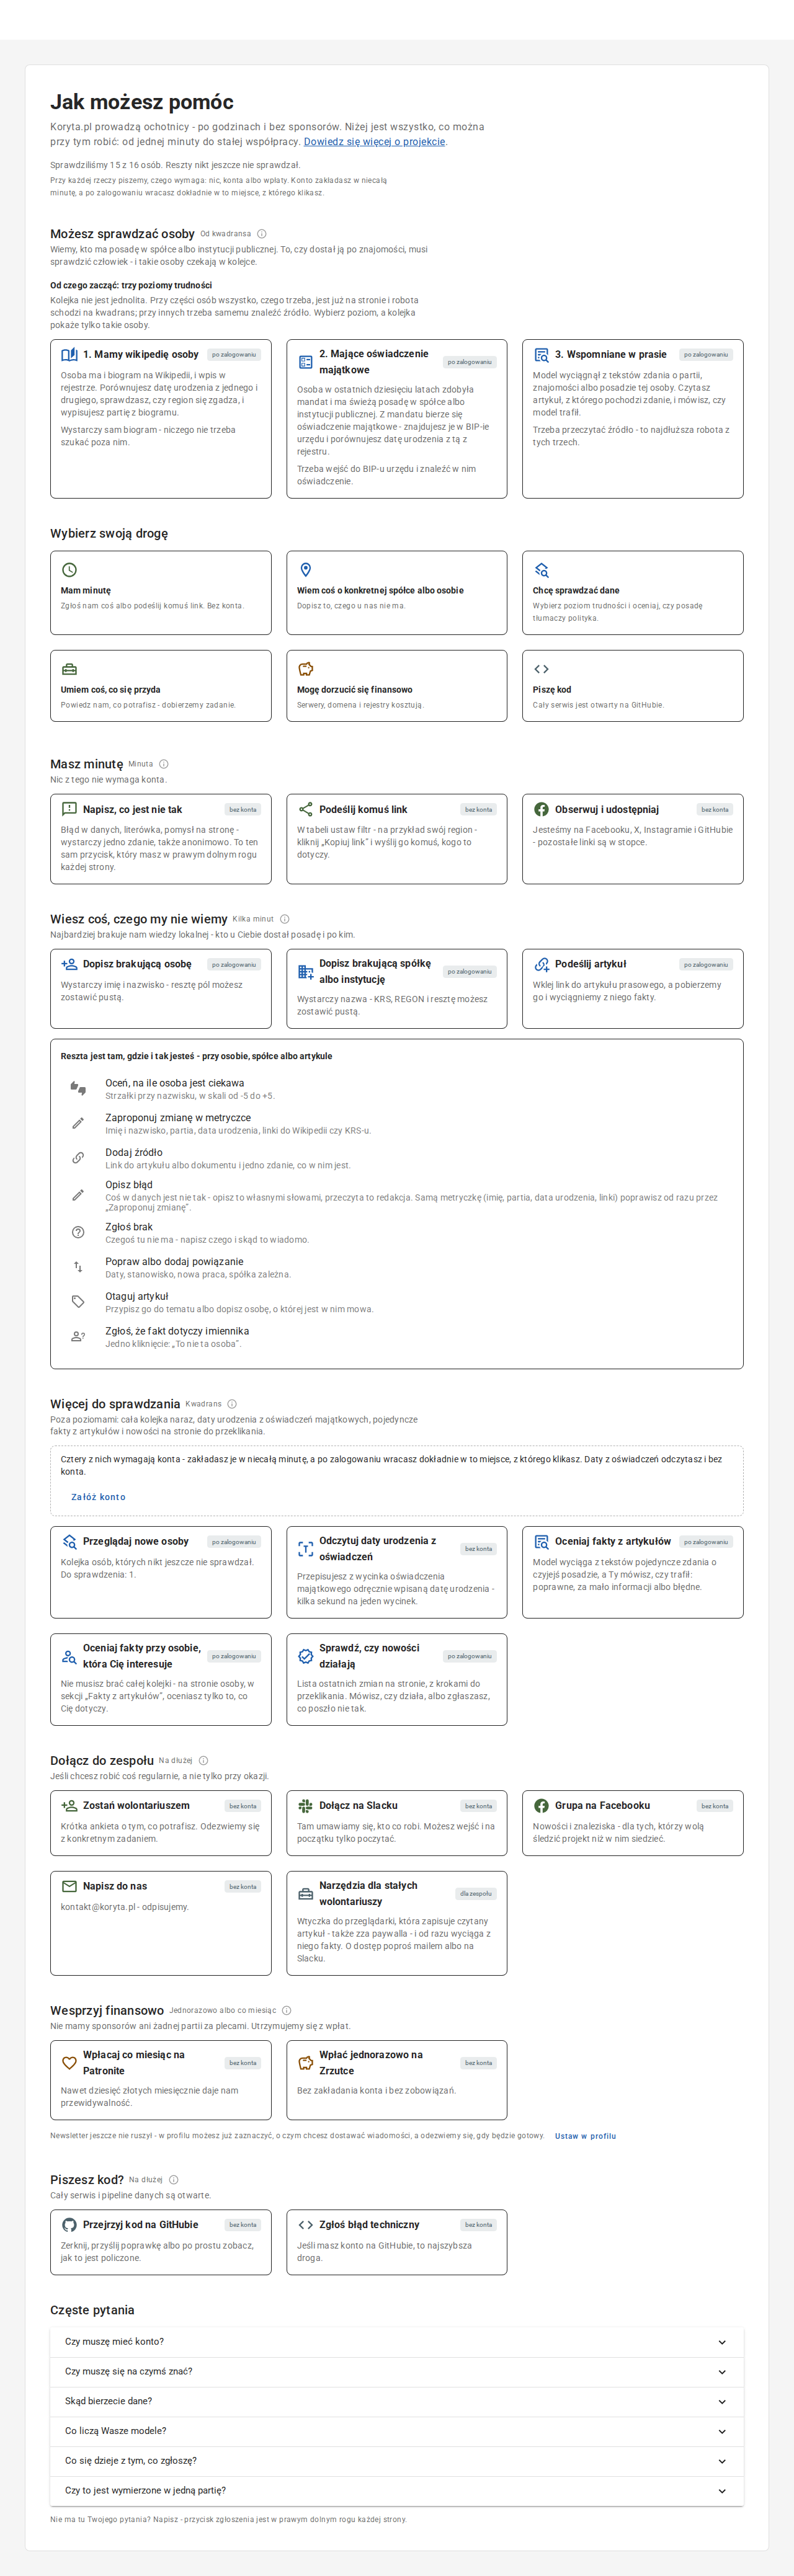 Jak możesz pomóc
Koryta.pl prowadzą ochotnicy - po godzinach i bez sponsorów. Niżej jest wszystko, co można
przy tym robić: od jednej minuty do stałej współpracy. Dowiedz się więcej o projekcie.
Sprawdziliśmy 15 z 16 osób. Reszty nikt jeszcze nie sprawdzał.
Przy każdej rzeczy piszemy, czego wymaga: nic, konta albo wpłaty. Konto zakładasz w niecałą
minutę, a po zalogowaniu wracasz dokładnie w to miejsce, z którego klikasz.
Możesz sprawdzać osoby Od kwadransa
Wiemy, kto ma posadę w spółce albo instytucji publicznej. To, czy dostał ją po znajomości, musi
sprawdzić człowiek - i takie osoby czekają w kolejce.
Od czego zacząć: trzy poziomy trudności
Kolejka nie jest jednolita. Przy części osób wszystko, czego trzeba, jest już na stronie i robota
schodzi na kwadrans; przy innych trzeba samemu znaleźć źródło. Wybierz poziom, a kolejka
pokaże tylko takie osoby.
1. Mamy wikipedię osoby po zalogowaniu
Osoba ma i biogram na Wikipedii, i wpis w
rejestrze. Porównujesz datę urodzenia z jednego i
drugiego, sprawdzasz, czy region się zgadza, i
wypisujesz partię z biogramu.
Wystarczy sam biogram - niczego nie trzeba
szukać poza nim.
2. Mające oświadczenie
majątkowe
po zalogowaniu
Osoba w ostatnich dziesięciu latach zdobyła
mandat i ma świeżą posadę w spółce albo
instytucji publicznej. Z mandatu bierze się
oświadczenie majątkowe - znajdujesz je w BIP-ie
urzędu i porównujesz datę urodzenia z tą z
rejestru.
Trzeba wejść do BIP-u urzędu i znaleźć w nim
oświadczenie.
3. Wspomniane w prasie po zalogowaniu
Model wyciągnął z tekstów zdania o partii,
znajomości albo posadzie tej osoby. Czytasz
artykuł, z którego pochodzi zdanie, i mówisz, czy
model trafił.
Trzeba przeczytać źródło - to najdłuższa robota z
tych trzech.
Wybierz swoją drogę
Mam minutę
Zgłoś nam coś albo podeślij komuś link. Bez konta.
Wiem coś o konkretnej spółce albo osobie
Dopisz to, czego u nas nie ma.
Chcę sprawdzać dane
Wybierz poziom trudności i oceniaj, czy posadę
tłumaczy polityka.
Umiem coś, co się przyda
Powiedz nam, co potrafisz - dobierzemy zadanie.
Mogę dorzucić się finansowo
Serwery, domena i rejestry kosztują.
Piszę kod
Cały serwis jest otwarty na GitHubie.
Masz minutę Minuta
Nic z tego nie wymaga konta.
Napisz, co jest nie tak bez konta
Błąd w danych, literówka, pomysł na stronę -
wystarczy jedno zdanie, także anonimowo. To ten
sam przycisk, który masz w prawym dolnym rogu
każdej strony.
Podeślij komuś link bez konta
W tabeli ustaw filtr - na przykład swój region -
kliknij „Kopiuj link” i wyślij go komuś, kogo to
dotyczy.
Obserwuj i udostępniaj bez konta
Jesteśmy na Facebooku, X, Instagramie i GitHubie
- pozostałe linki są w stopce.
Wiesz coś, czego my nie wiemy Kilka minut
Najbardziej brakuje nam wiedzy lokalnej - kto u Ciebie dostał posadę i po kim.
Dopisz brakującą osobę po zalogowaniu
Wystarczy imię i nazwisko - resztę pól możesz
zostawić pustą.
Dopisz brakującą spółkę
albo instytucję
po zalogowaniu
Wystarczy nazwa - KRS, REGON i resztę możesz
zostawić pustą.
Podeślij artykuł po zalogowaniu
Wklej link do artykułu prasowego, a pobierzemy
go i wyciągniemy z niego fakty.
Reszta jest tam, gdzie i tak jesteś - przy osobie, spółce albo artykule
Oceń, na ile osoba jest ciekawa
Strzałki przy nazwisku, w skali od -5 do +5.
Zaproponuj zmianę w metryczce
Imię i nazwisko, partia, data urodzenia, linki do Wikipedii czy KRS-u.
Dodaj źródło
Link do artykułu albo dokumentu i jedno zdanie, co w nim jest.
Opisz błąd
Coś w danych jest nie tak - opisz to własnymi słowami, przeczyta to redakcja. Samą metryczkę (imię, partia, data urodzenia, linki) poprawisz od razu przez
„Zaproponuj zmianę”.
Zgłoś brak
Czegoś tu nie ma - napisz czego i skąd to wiadomo.
Popraw albo dodaj powiązanie
Daty, stanowisko, nowa praca, spółka zależna.
Otaguj artykuł
Przypisz go do tematu albo dopisz osobę, o której jest w nim mowa.
Zgłoś, że fakt dotyczy imiennika
Jedno kliknięcie: „To nie ta osoba”.
Więcej do sprawdzania Kwadrans
Poza poziomami: cała kolejka naraz, daty urodzenia z oświadczeń majątkowych, pojedyncze
fakty z artykułów i nowości na stronie do przeklikania.
Cztery z nich wymagają konta - zakładasz je w niecałą minutę, a po zalogowaniu wracasz dokładnie w to miejsce, z którego klikasz. Daty z oświadczeń odczytasz i bez
konta.
Załóż konto
Przeglądaj nowe osoby po zalogowaniu
Kolejka osób, których nikt jeszcze nie sprawdzał.
Do sprawdzenia: 1.
Odczytuj daty urodzenia z
oświadczeń
bez konta
Przepisujesz z wycinka oświadczenia
majątkowego odręcznie wpisaną datę urodzenia -
kilka sekund na jeden wycinek.
Oceniaj fakty z artykułów po zalogowaniu
Model wyciąga z tekstów pojedyncze zdania o
czyjejś posadzie, a Ty mówisz, czy trafił:
poprawne, za mało informacji albo błędne.
Oceniaj fakty przy osobie,
która Cię interesuje
po zalogowaniu
Nie musisz brać całej kolejki - na stronie osoby, w
sekcji „Fakty z artykułów”, oceniasz tylko to, co
Cię dotyczy.
Sprawdź, czy nowości
działają
po zalogowaniu
Lista ostatnich zmian na stronie, z krokami do
przeklikania. Mówisz, czy działa, albo zgłaszasz,
co poszło nie tak.
Dołącz do zespołu Na dłużej
Jeśli chcesz robić coś regularnie, a nie tylko przy okazji.
Zostań wolontariuszem bez konta
Krótka ankieta o tym, co potrafisz. Odezwiemy się
z konkretnym zadaniem.
Dołącz na Slacku bez konta
Tam umawiamy się, kto co robi. Możesz wejść i na
początku tylko poczytać.
Grupa na Facebooku bez konta
Nowości i znaleziska - dla tych, którzy wolą
śledzić projekt niż w nim siedzieć.
Napisz do nas bez konta
kontakt@koryta.pl - odpisujemy.
Narzędzia dla stałych
wolontariuszy
dla zespołu
Wtyczka do przeglądarki, która zapisuje czytany
artykuł - także zza paywalla - i od razu wyciąga z
niego fakty. O dostęp poproś mailem albo na
Slacku.
Wesprzyj finansowo Jednorazowo albo co miesiąc
Nie mamy sponsorów ani żadnej partii za plecami. Utrzymujemy się z wpłat.
Wpłacaj co miesiąc na
Patronite
bez konta
Nawet dziesięć złotych miesięcznie daje nam
przewidywalność.
Wpłać jednorazowo na
Zrzutce
bez konta
Bez zakładania konta i bez zobowiązań.
Newsletter jeszcze nie ruszył - w profilu możesz już zaznaczyć, o czym chcesz dostawać wiadomości, a odezwiemy się, gdy będzie gotowy. Ustaw w profilu
Piszesz kod? Na dłużej
Cały serwis i pipeline danych są otwarte.
Przejrzyj kod na GitHubie bez konta
Zerknij, przyślij poprawkę albo po prostu zobacz,
jak to jest policzone.
Zgłoś błąd techniczny bez konta
Jeśli masz konto na GitHubie, to najszybsza
droga.
Częste pytania
Czy muszę mieć konto?
Czy muszę się na czymś znać?
Skąd bierzecie dane?
Co liczą Wasze modele?
Co się dzieje z tym, co zgłoszę?
Czy to jest wymierzone w jedną partię?
Nie ma tu Twojego pytania? Napisz - przycisk zgłoszenia jest w prawym dolnym rogu każdej strony.